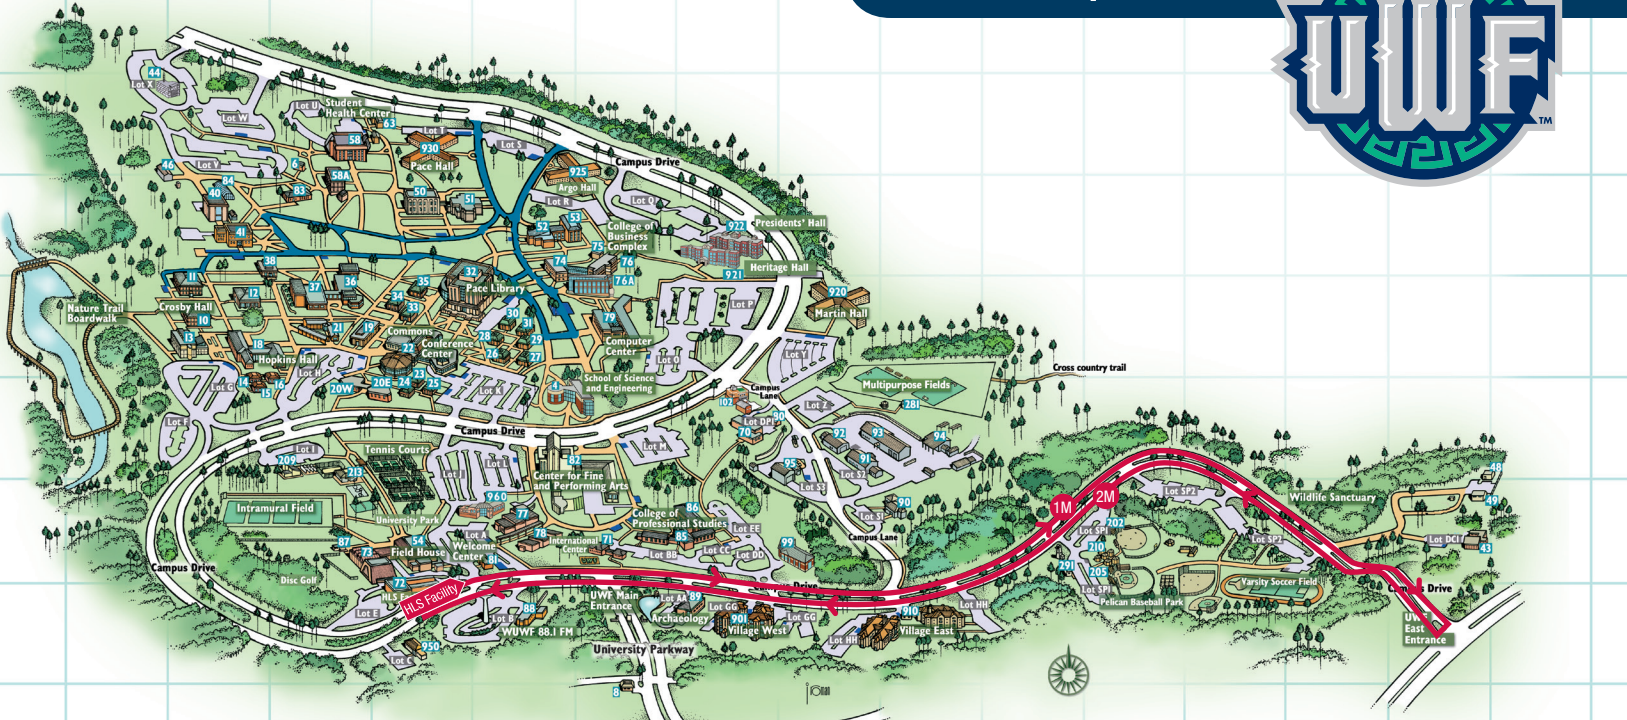 UWF
TM
44
Lot X
Lot W
Lot U
Student
Health Center
63
58
Lot T
930
Pace Hall
Lot S
925
Argo Hall
Campus Drive
46
Lot V
84
40
6
83
58A
50
51
Lot R
Lot Q
53
52
College of
Business
Complex
75
922
Presidents' Hall
Heritage Hall
921
41
38
11
12
Crosby Hall
10
13
37
36
35
34
33
32
Pace Library
74
76
76A
30
31
79
Lot P
920
Martin Hall
Nature Trail
Boardwalk
21
19
Commons
22
Conference
Center
28
26
29
27
Computer
Center
Lot O
Lot Y
18
Hopkins Hall
Lot H
Lot G
14
15
16
20W
20E
24
23
25
Lot K
4
School of Science
and Engineering
Cross country trail
Multipurpose Fields
281
Campus
Lane
102
Lot Z
80
Lot DPI
70
Lot F
Campus Drive
Lot I
209
213
Tennis Courts
Lot J
Lot L
82
Center for Fine
and Performing Arts
Lot M
92
93
94
91
95
Lot S2
Lot S3
90
Lot SI
Campus Lane
Intramural Field
University Park
960
77
78
International
Center
71
College of
Professional Studies
86
85
Lot EE
Lot BB
Lot CC
Lot DD
99
87
73
54
Field House
Lot A
Welcome
Center
81
72
Disc Golf
Campus Drive
HLS Facility
Lot E
Lot B
88
WUWF 88.1 FM
950
Lot C
UWF Main
Entrance
University Parkway
8
Lot AA
89
Archaeology
Lot GG
901
Village West
Lot GG
Lot HH
910
Village East
Lot HH
1M
2M
Lot SP2
Wildlife Sanctuary
48
49
Lot DCI
43
202
Lot SPI
210
291
205
Lot SPI
Lot SP2
Varsity Soccer Field
Pelican Baseball Park
East
Entrance